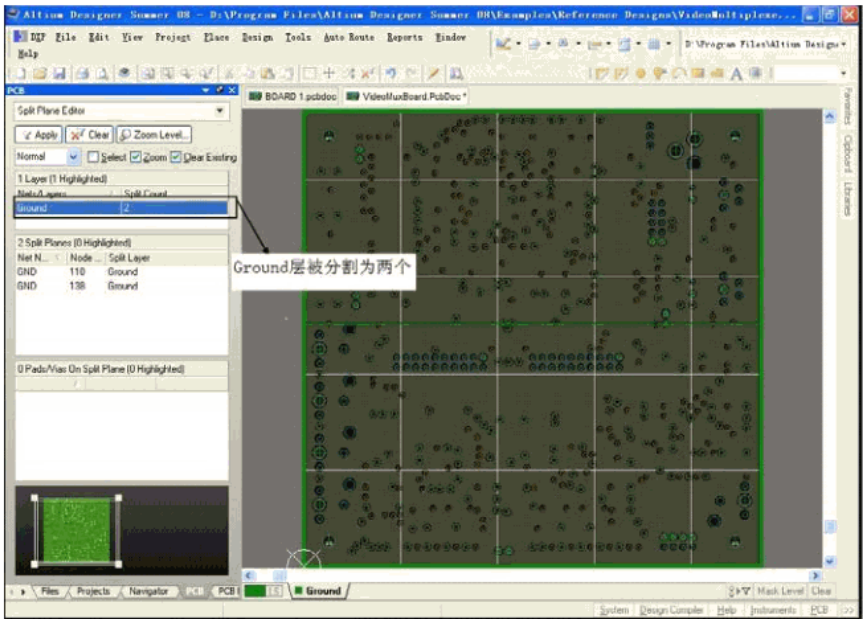 Altium Designer Summer 08 - D:\Program Files\Altium Designer Summer 08\Examples\Reference Designs\VideoMultiplexe...
DXP File Edit View Project Place Design Tools Auto Route Reports Window
D:\Program Files\Altium Desig
Help
PCB
BOARD 1.pcbdoc VideoMuxBoard.PcbDoc *
Favorites
Clipboard
Libraries
Split Plane Editor
Apply Clear Zoom Level...
Normal Select Zoom Clear Existing
1 Layer (1 Highlighted)
Nets/Layers Split Count
Ground 2
2 Split Planes (0 Highlighted)
Net N... Node ... Split Layer
GND 110 Ground
GND 138 Ground
Ground层被分割为两个
0 Pads/Vias On Split Plane (0 Highlighted)
Files Projects Navigator PCB PCB
LS Ground
Mask Level Clear
System Design Compiler Help Instruments PCB >>